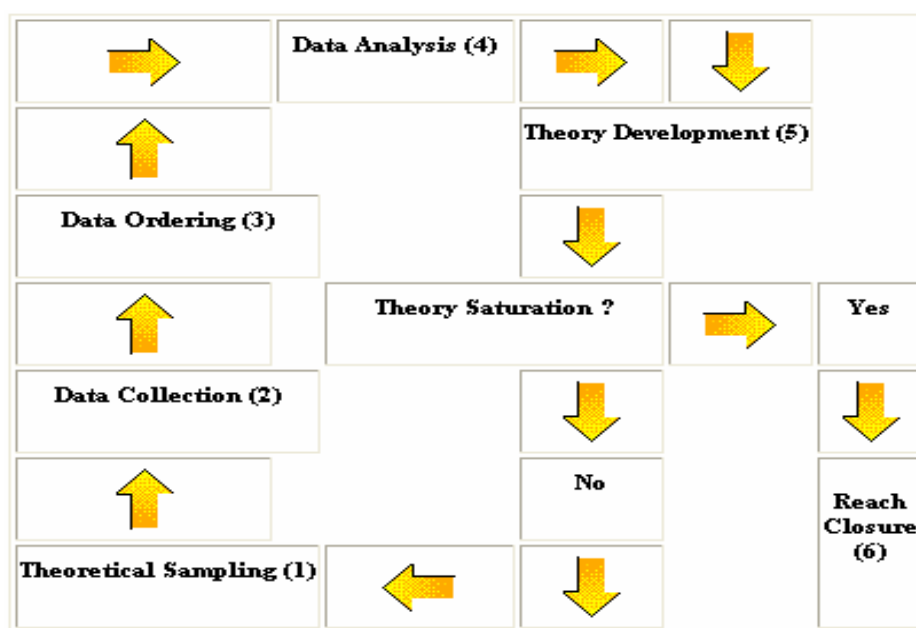 Data Analysis (4)
Theory Development (5)
Data Ordering (3)
Theory Saturation ?
Yes
Data Collection (2)
No
Reach
Closure
(6)
Theoretical Sampling (1)